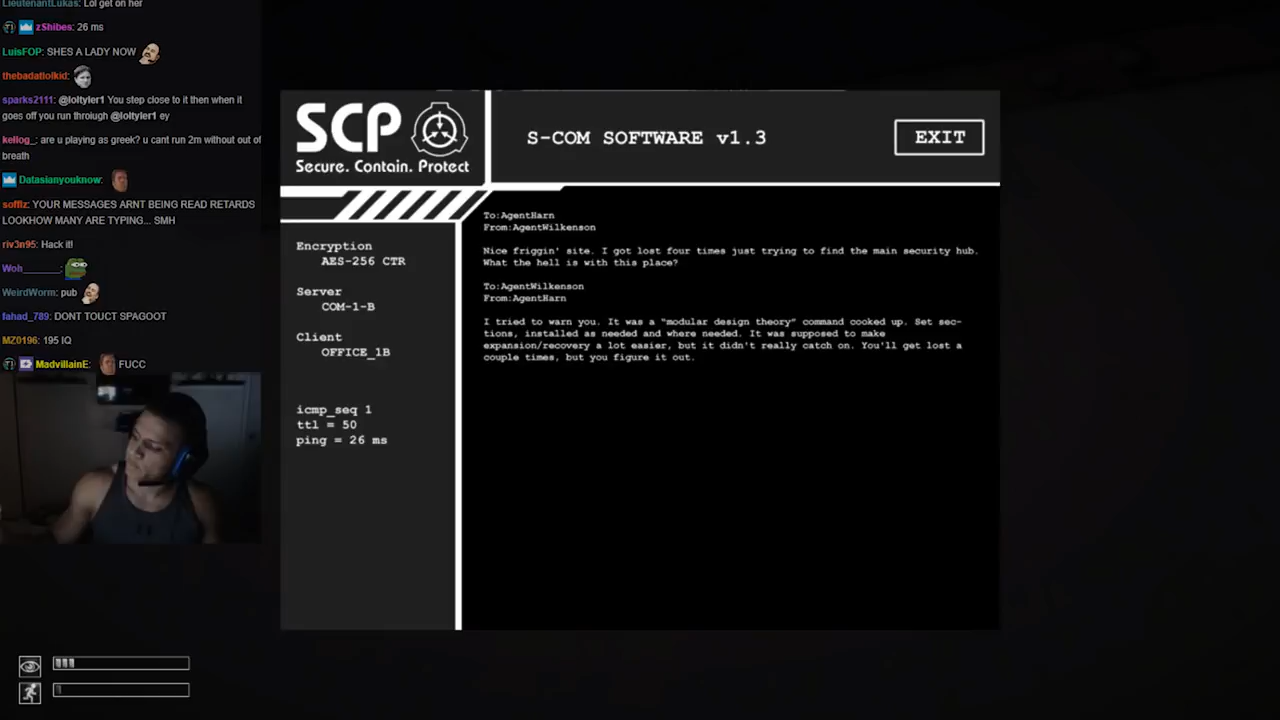 LieutenantLukas: Lol get on her
zShibes: 26 ms
LuisFOP: SHES A LADY NOW
thebadatlolkid:
sparks2111: @loltyler1 You step close to it then when it
goes off you run through @loltyler1 ey
kellog_: are u playing as greek? u cant run 2m without out of
breath
Datasianyouknow:
sofflz: YOUR MESSAGES ARNT BEING READ RETARDS
LOOKHOW MANY ARE TYPING... SMH
riv3n95: Hack it!
Woh______:
WeirdWorm: pub
fahad_789: DONT TOUCT SPAGOOT
MZ0196: 195 IQ
MadvillainE: FUCC
SCP
Secure. Contain. Protect
S-COM SOFTWARE v1.3
EXIT
Encryption
AES-256 CTR
Server
COM-1-B
Client
OFFICE_1B
icmp_seq 1
ttl = 50
ping = 26 ms
To:AgentHarn
From:AgentWilkenson
Nice friggin' site. I got lost four times just trying to find the main security hub.
What the hell is with this place?
To:AgentWilkenson
From:AgentHarn
I tried to warn you. It was a "modular design theory" command cooked up. Set sec-
tions, installed as needed and where needed. It was supposed to make
expansion/recovery a lot easier, but it didn't really catch on. You'll get lost a
couple times, but you figure it out.